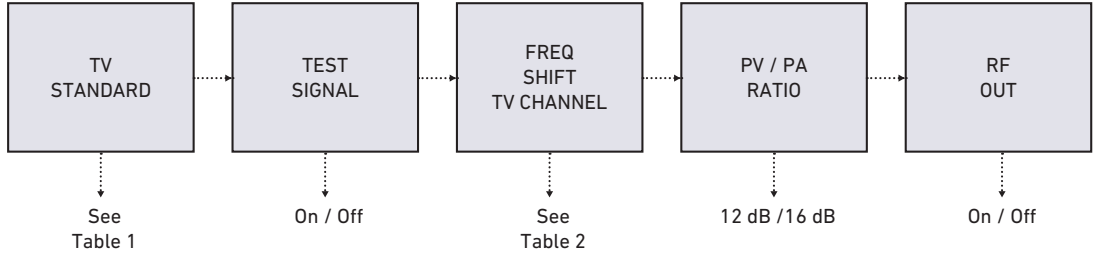 TV
STANDARD
TEST
SIGNAL
FREQ
SHIFT
TV CHANNEL
PV / PA
RATIO
RF
OUT
See
Table 1
On / Off
See
Table 2
12 dB /16 dB
On / Off